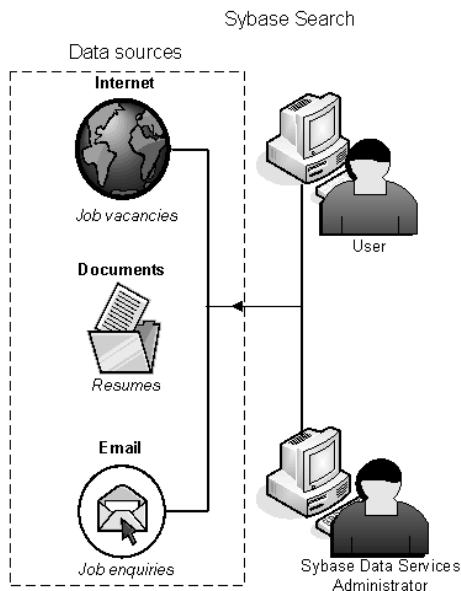 Sybase Search
Data sources
Internet
Job vacancies
User
Documents
Resumes
Email
Job enquiries
Sybase Data Services
Administrator